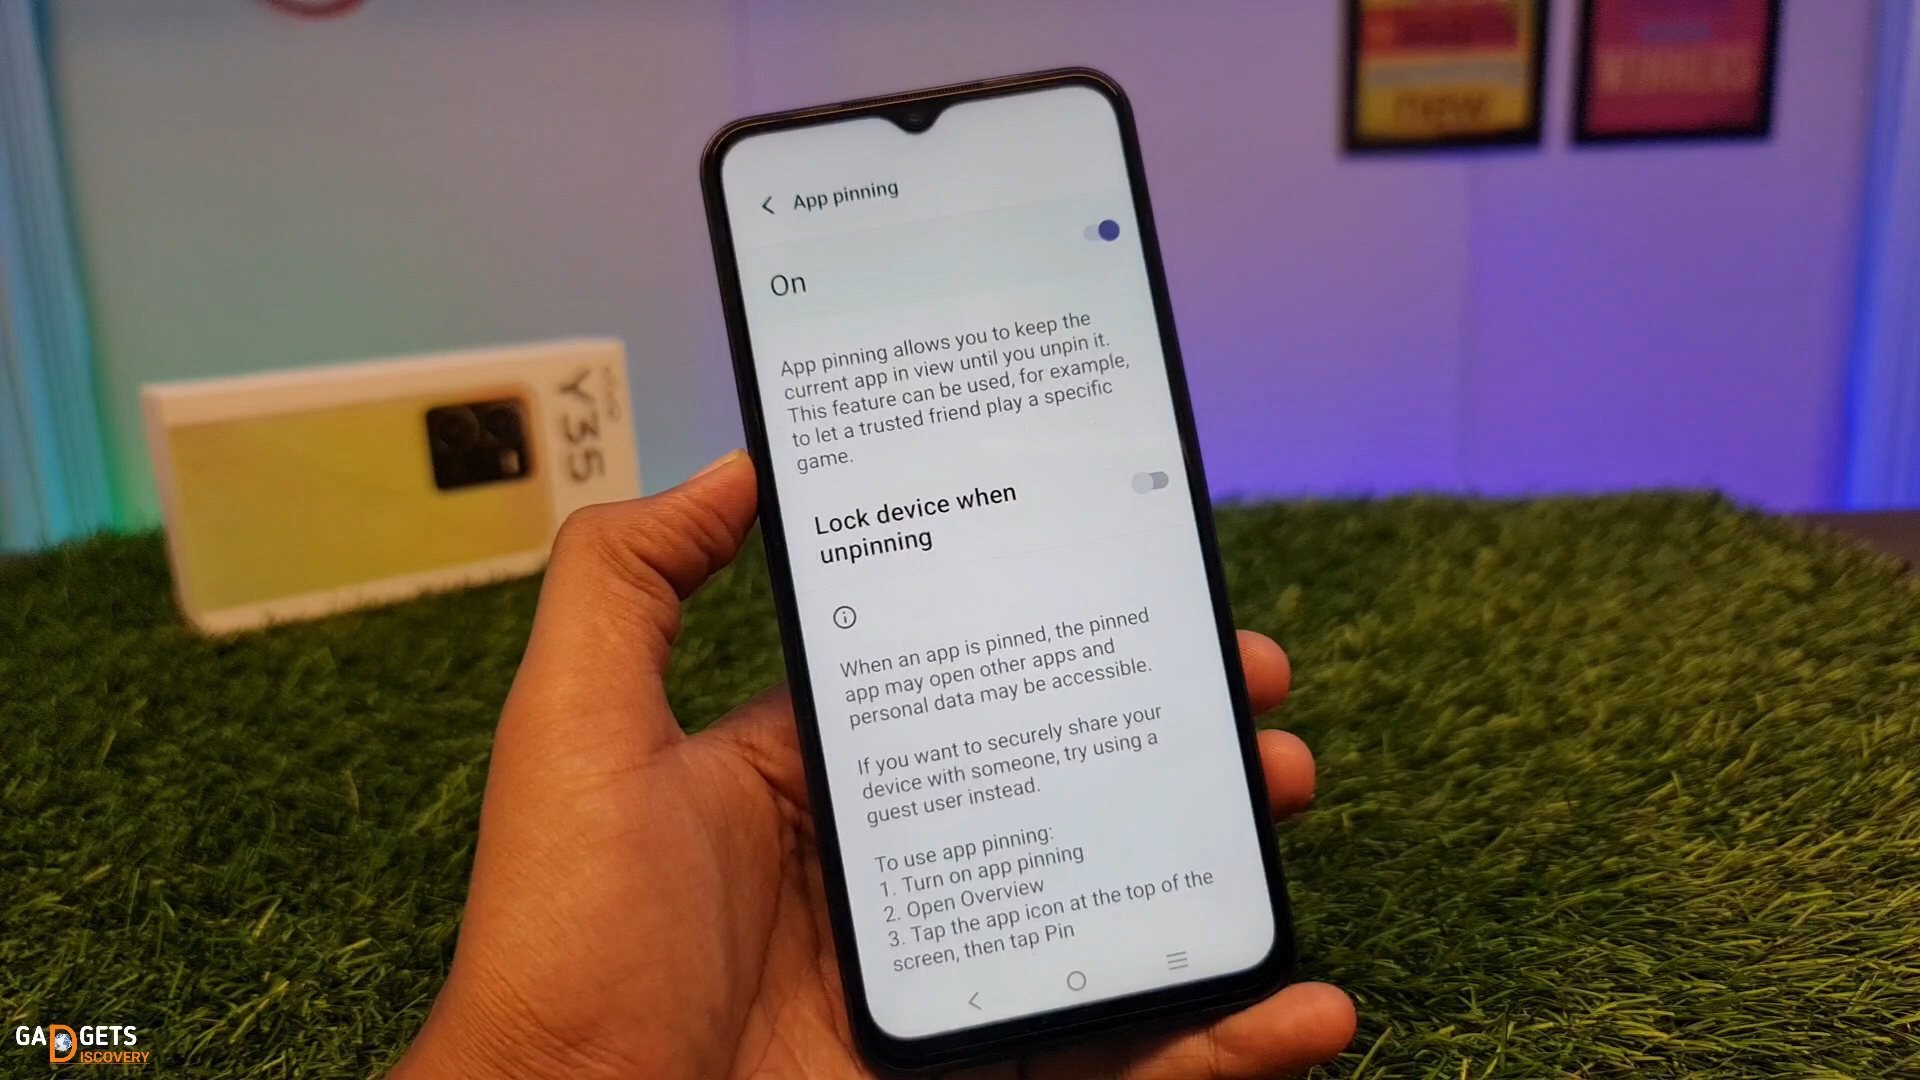 App pinning
On
App pinning allows you to keep the
current app in view until you unpin it.
This feature can be used, for example,
to let a trusted friend play a specific
game.
Lock device when
unpinning
When an app is pinned, the pinned
app may open other apps and
personal data may be accessible.
If you want to securely share your
device with someone, try using a
guest user instead.
To use app pinning:
1. Turn on app pinning
2. Open Overview
3. Tap the app icon at the top of the
screen, then tap Pin
vivo
Y35
new
GADGETS
DISCOVERY